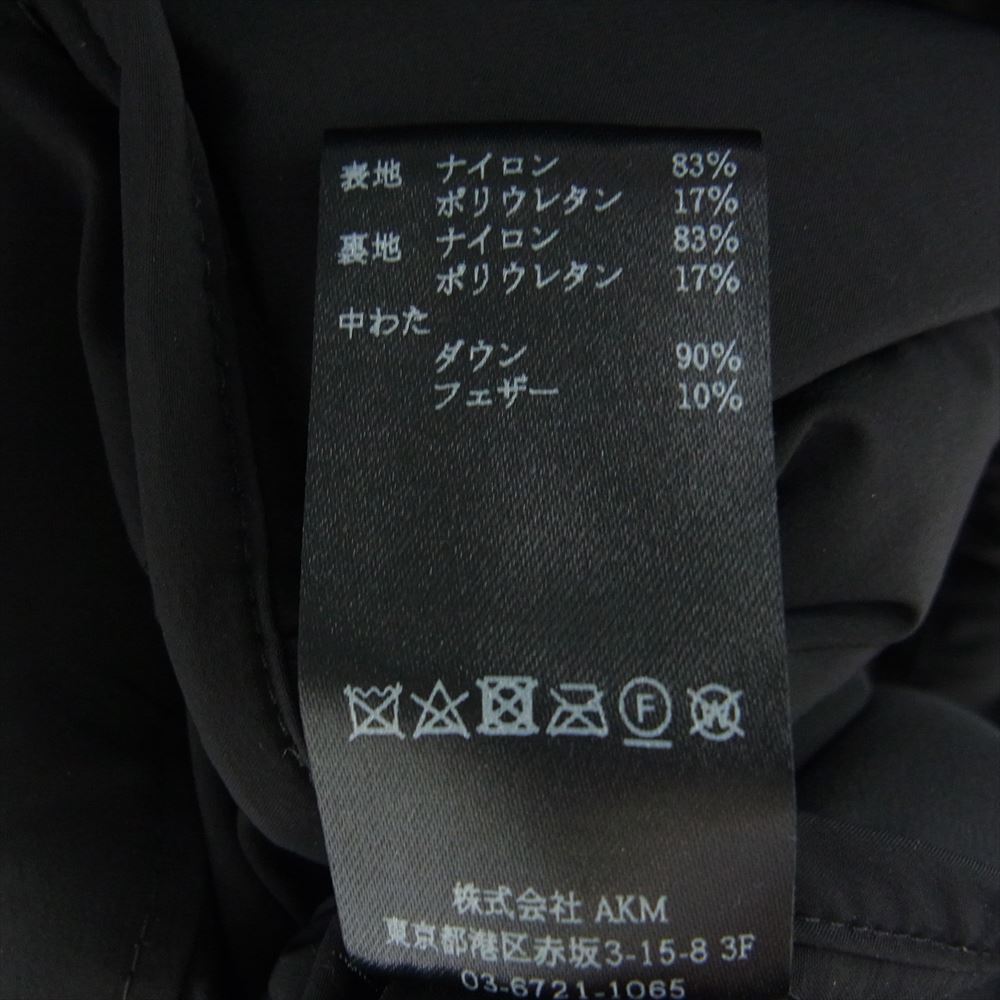 表地 ナイロン 83%
ポリウレタン 17%
裏地 ナイロン 83%
ポリウレタン 17%
中わた
ダウン 90%
フェザー 10%
F W
株式会社 AKM
東京都港区赤坂3-15-8 3F
03-6721-1065